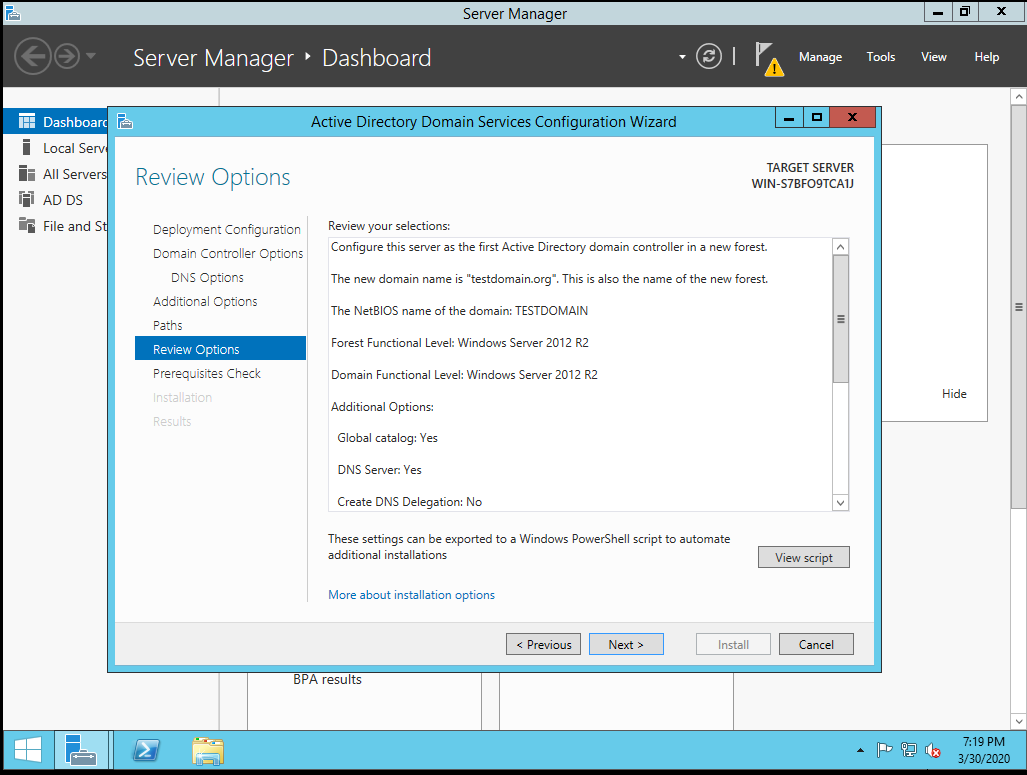 Server Manager
Server Manager Dashboard
Manage Tools View Help
Dashboard
Local Serve
All Servers
AD DS
File and St
Active Directory Domain Services Configuration Wizard
Review Options
TARGET SERVER
WIN-S7BFO9TCA1J
Deployment Configuration
Domain Controller Options
DNS Options
Additional Options
Paths
Review Options
Prerequisites Check
Installation
Results
Review your selections:
Configure this server as the first Active Directory domain controller in a new forest.
The new domain name is "testdomain.org". This is also the name of the new forest.
The NetBIOS name of the domain: TESTDOMAIN
Forest Functional Level: Windows Server 2012 R2
Domain Functional Level: Windows Server 2012 R2
Additional Options:
Global catalog: Yes
DNS Server: Yes
Create DNS Delegation: No
These settings can be exported to a Windows PowerShell script to automate
additional installations
View script
More about installation options
< Previous Next > Install Cancel
Hide
BPA results
7:19 PM
3/30/2020